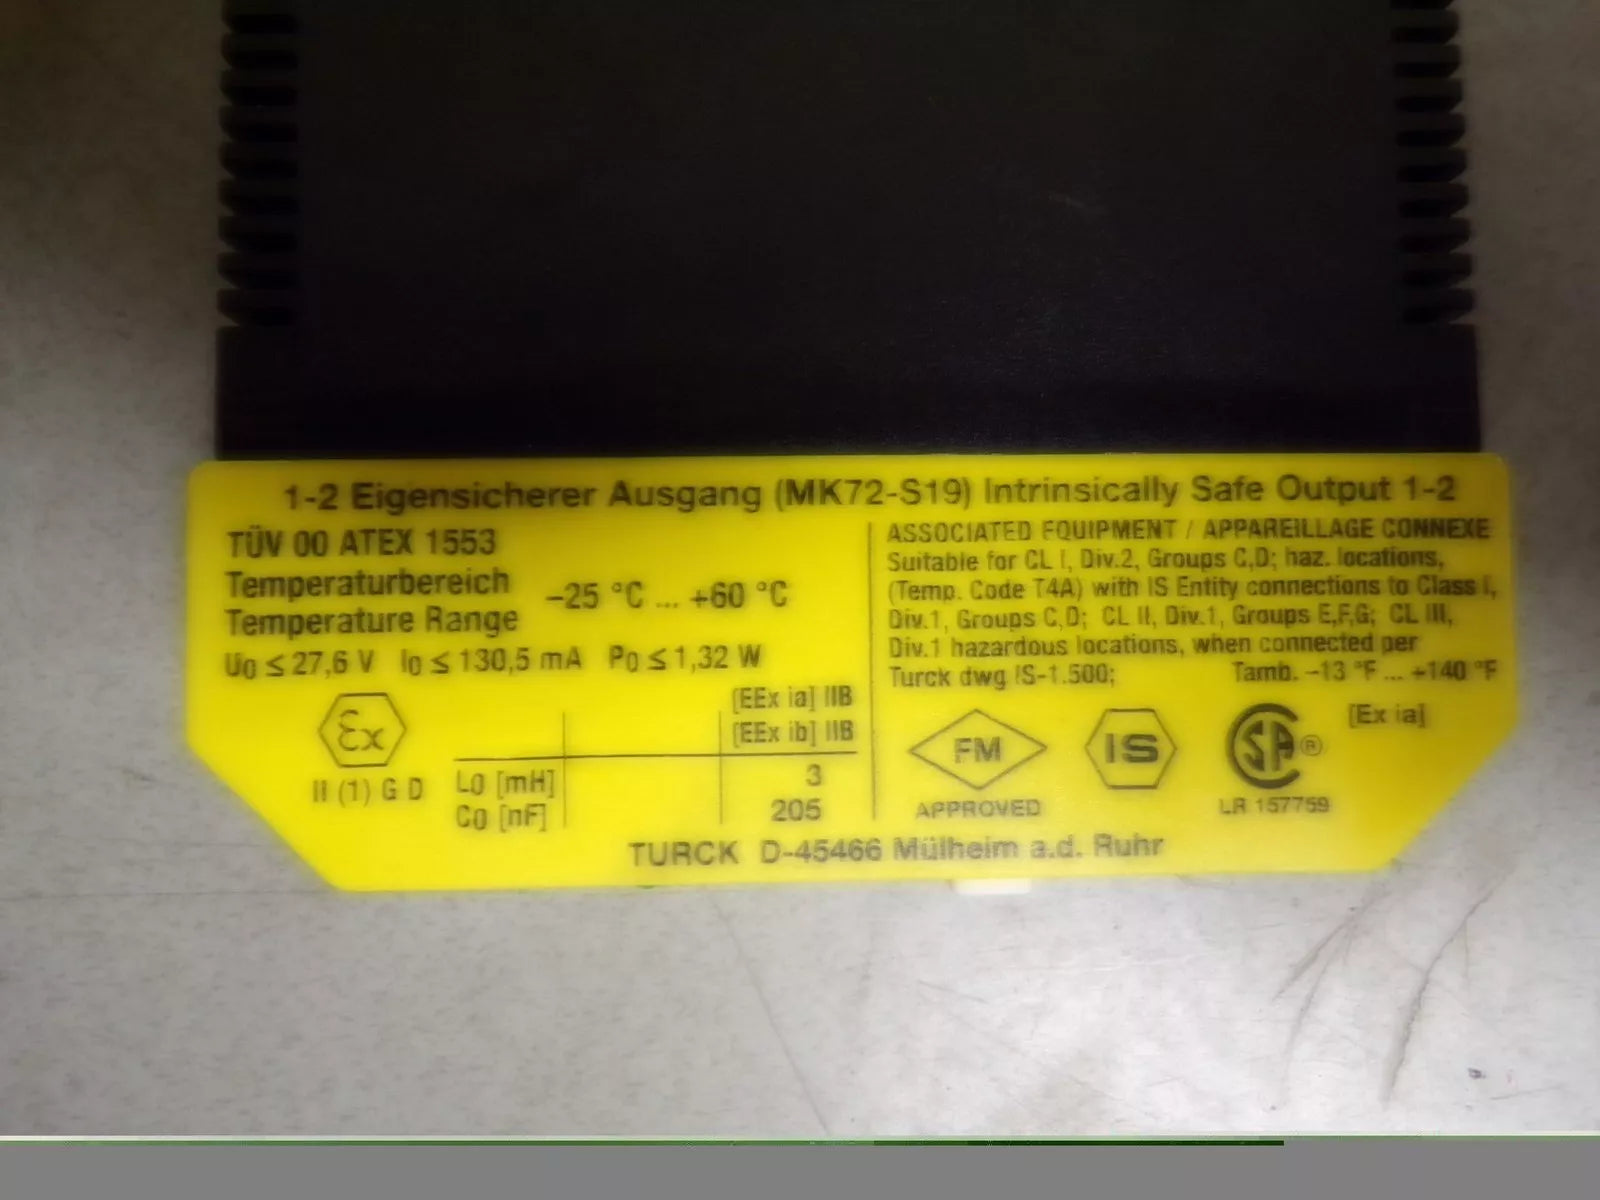 1-2 Eigensicherer Ausgang (MK72-S19) Intrinsically Safe Output 1-2
TÜV 00 ATEX 1553
Temperaturbereich
Temperature Range
-25 °C ... +60 °C
U0 ≤ 27,6 V I0 ≤ 130,5 mA P0 ≤ 1,32 W
[EEx ia] IIB
[EEx ib] IIB
Ex
II (1) G D
L0 [mH] 3
C0 [nF] 205
ASSOCIATED EQUIPMENT / APPAREILLAGE CONNEXE
Suitable for CL I, Div.2, Groups C,D; haz. locations,
(Temp. Code T4A) with IS Entity connections to Class I,
Div.1, Groups C,D; CL II, Div.1, Groups E,F,G; CL III,
Div.1 hazardous locations, when connected per
Turck dwg IS-1.500; Tamb. -13 °F ... +140 °F
FM
APPROVED
IS
SA ®
LR 157759
[Ex ia]
TURCK D-45466 Mülheim a.d. Ruhr